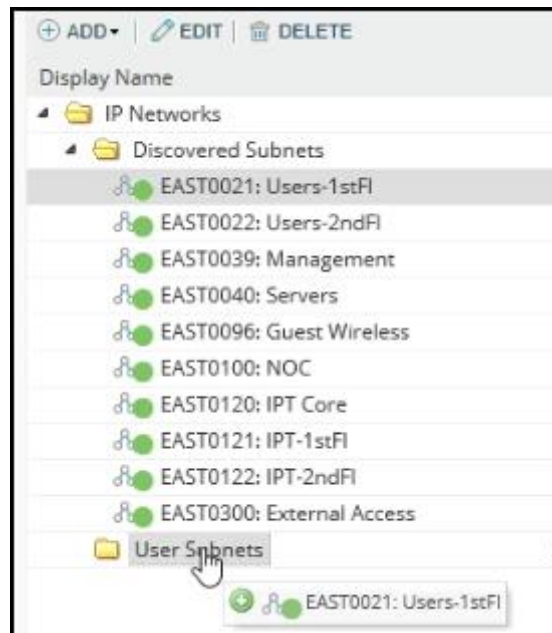 ADD | EDIT | DELETE
Display Name
IP Networks
Discovered Subnets
EAST0021: Users-1stFl
EAST0022: Users-2ndFl
EAST0039: Management
EAST0040: Servers
EAST0096: Guest Wireless
EAST0100: NOC
EAST0120: IPT Core
EAST0121: IPT-1stFl
EAST0122: IPT-2ndFl
EAST0300: External Access
User Subnets
EAST0021: Users-1stFl